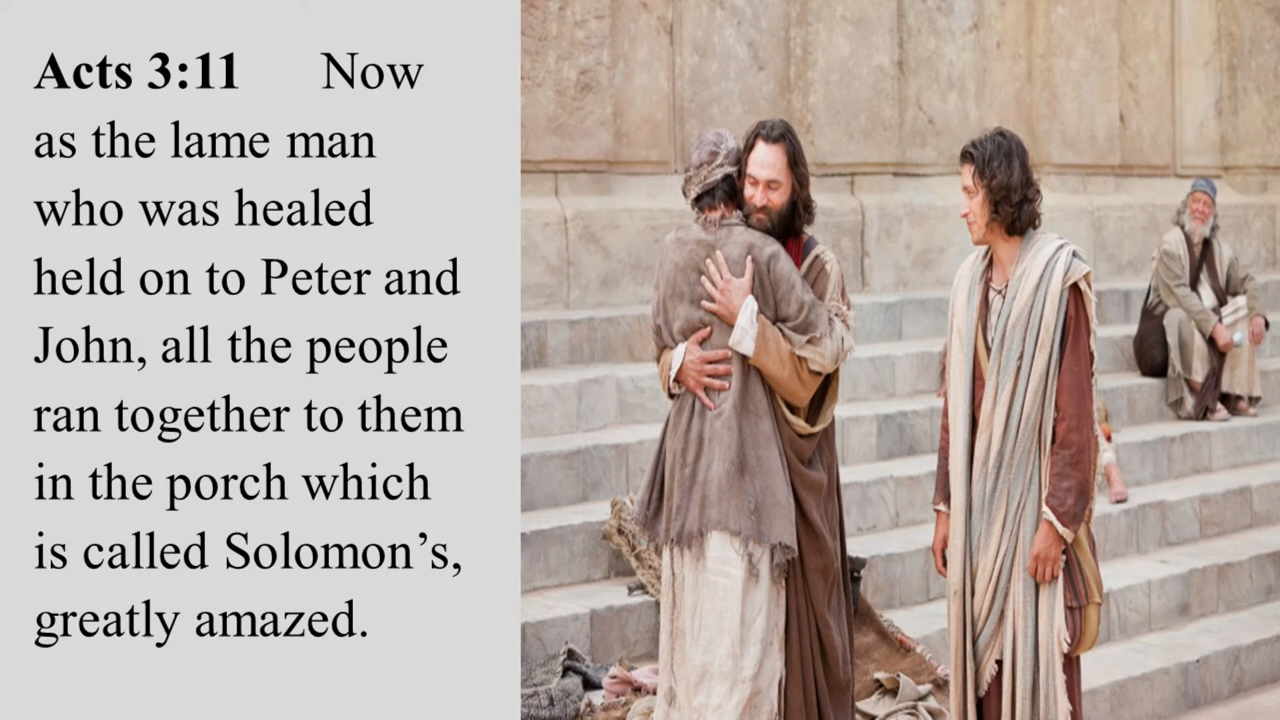 Acts 3:11 Now
as the lame man
who was healed
held on to Peter and
John, all the people
ran together to them
in the porch which
is called Solomon’s,
greatly amazed.